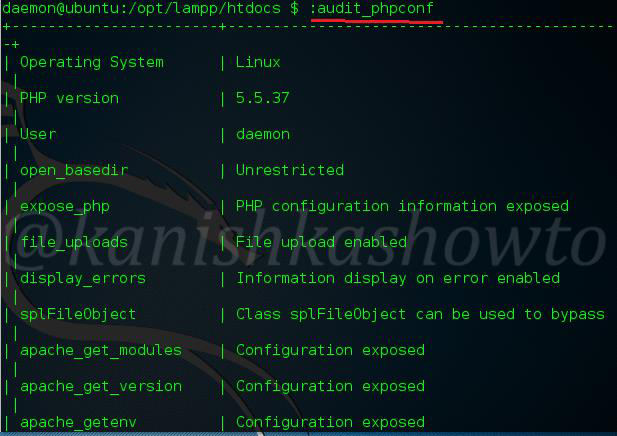 daemon@ubuntu:/opt/lampp/htdocs $ :audit_phpconf
+-----------------------+-------------------------------------------
-+
| Operating System | Linux
|
| PHP version | 5.5.37
|
| User | daemon
|
| open_basedir | Unrestricted
|
| expose_php | PHP configuration information exposed
|
| file_uploads | File upload enabled
|
| display_errors | Information display on error enabled
|
| splFileObject | Class splFileObject can be used to bypass
|
| apache_get_modules | Configuration exposed
|
| apache_get_version | Configuration exposed
|
| apache_getenv | Configuration exposed
@kanishkashowto